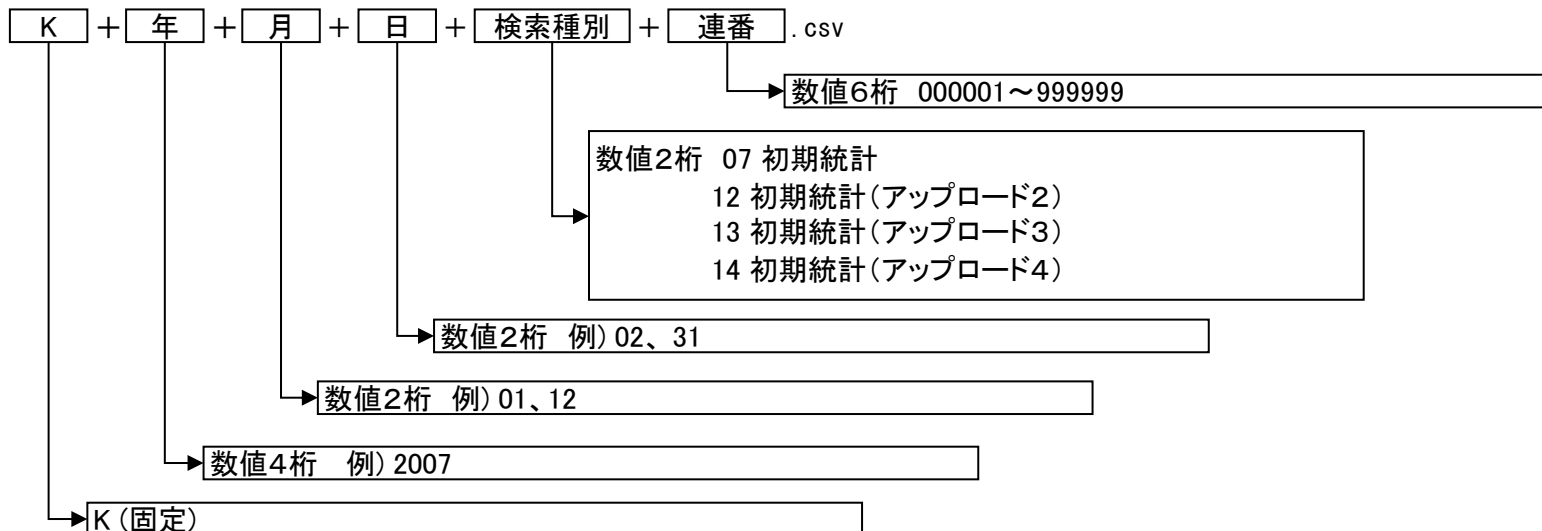 K + 年 + 月 + 日 + 検索種別 + 連番 .csv
数値6桁 000001~999999
数値2桁 07 初期統計
12 初期統計(アップロード2)
13 初期統計(アップロード3)
14 初期統計(アップロード4)
数値2桁 例)02、31
数値2桁 例)01、12
数値4桁 例)2007
K(固定)